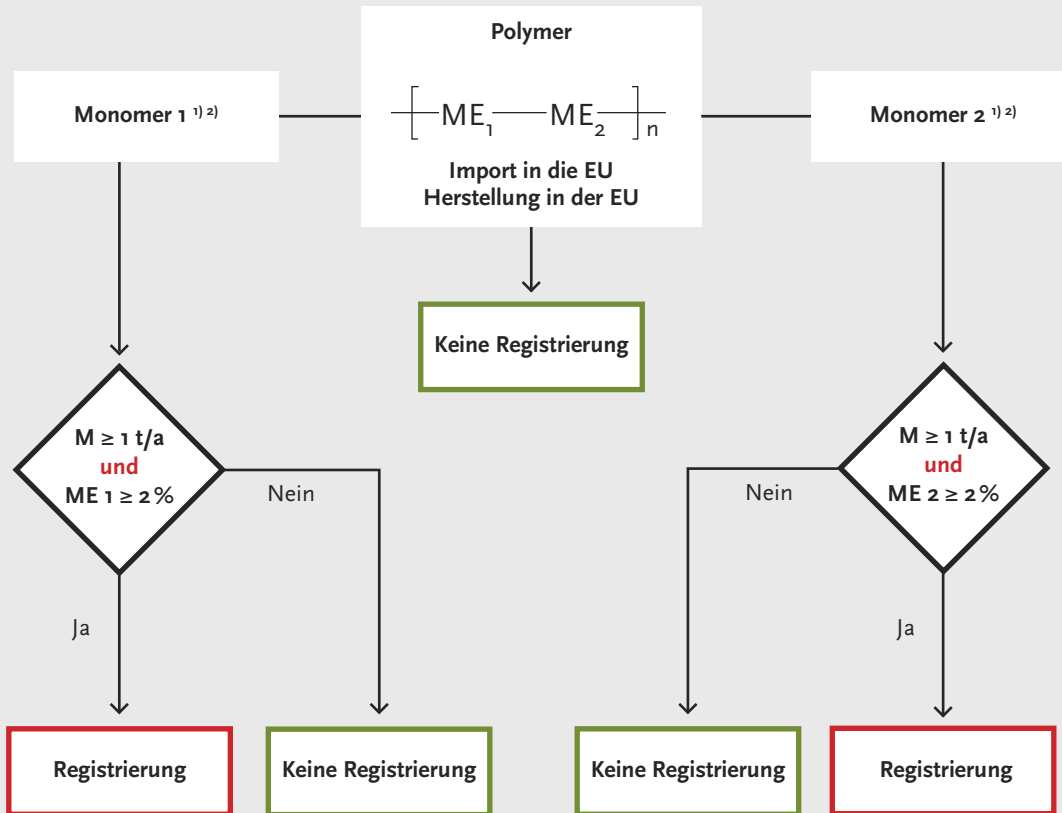 Polymer
Monomer 1 ¹⁾ ²⁾
[ME₁ ME₂]n
Monomer 2 ¹⁾ ²⁾
Import in die EU
Herstellung in der EU
Keine Registrierung
M ≥ 1 t/a
und
ME 1 ≥ 2 %
Nein
Ja
M ≥ 1 t/a
und
ME 2 ≥ 2 %
Nein
Ja
Registrierung
Keine Registrierung
Keine Registrierung
Registrierung